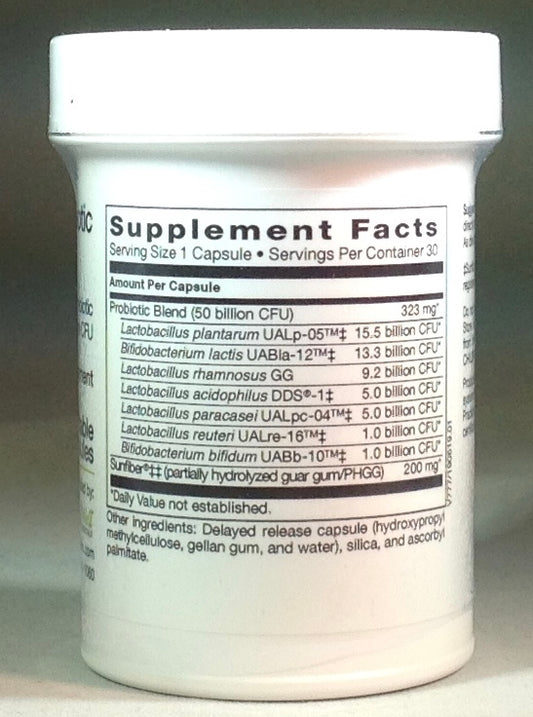 Supplement Facts
Serving Size 1 Capsule • Servings Per Container 30
Amount Per Capsule
Probiotic Blend (50 billion CFU) 323 mg*
Lactobacillus plantarum UALp-05™‡ 15.5 billion CFU*
Bifidobacterium lactis UABla-12™‡ 13.3 billion CFU*
Lactobacillus rhamnosus GG 9.2 billion CFU*
Lactobacillus acidophilus DDS®-1‡ 5.0 billion CFU*
Lactobacillus paracasei UALpc-04™‡ 5.0 billion CFU*
Lactobacillus reuteri UALre-16™‡ 1.0 billion CFU*
Bifidobacterium bifidum UABb-10™‡ 1.0 billion CFU*
Sunfiber®‡‡ (partially hydrolyzed guar gum/PHGG) 200 mg*
*Daily Value not established.
Other ingredients: Delayed release capsule (hydroxypropyl
methylcellulose, gellan gum, and water), silica, and ascorbyl
palmitate.